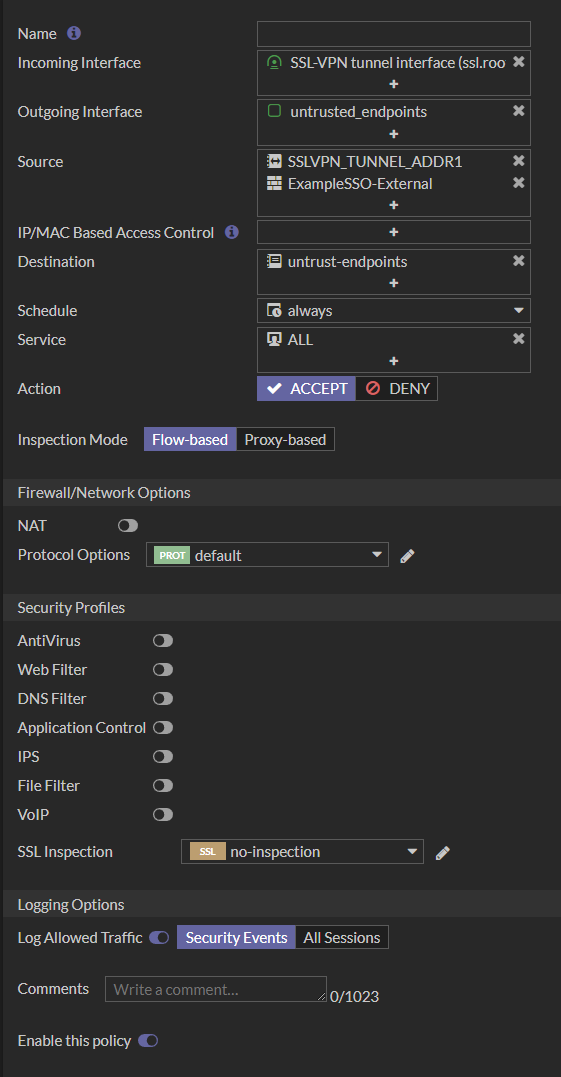 Name
Incoming Interface SSL-VPN tunnel interface (ssl.roo
Outgoing Interface untrusted_endpoints
Source SSLVPN_TUNNEL_ADDR1
ExampleSSO-External
IP/MAC Based Access Control
Destination untrust-endpoints
Schedule always
Service ALL
Action ACCEPT DENY
Inspection Mode Flow-based Proxy-based
Firewall/Network Options
NAT
Protocol Options PROT default
Security Profiles
AntiVirus
Web Filter
DNS Filter
Application Control
IPS
File Filter
VoIP
SSL Inspection SSL no-inspection
Logging Options
Log Allowed Traffic Security Events All Sessions
Comments Write a comment... 0/1023
Enable this policy